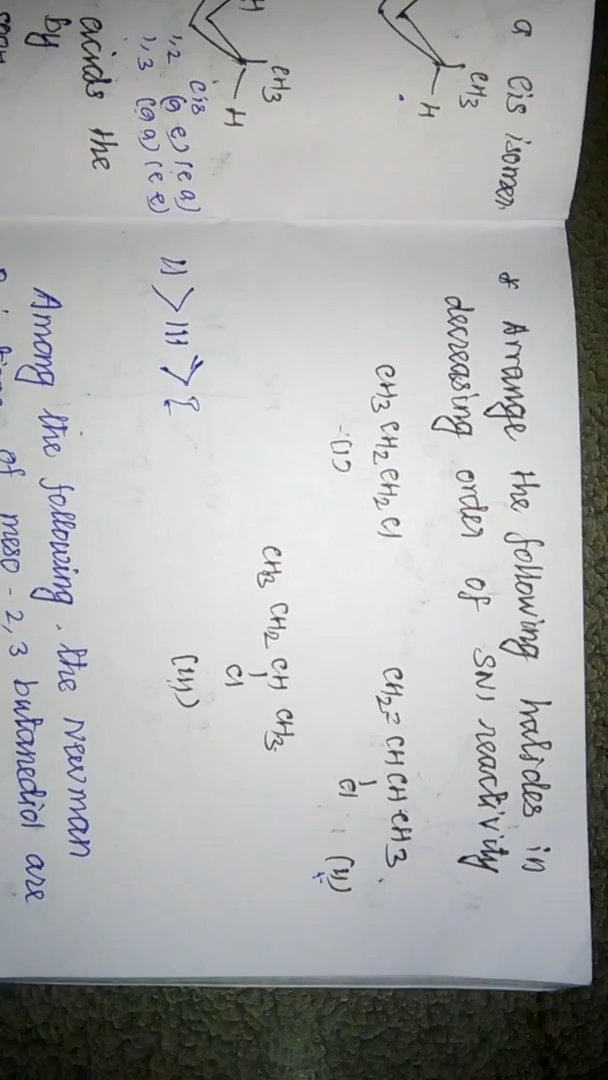 a cis isomer
CH3
H
H
CH3
H
cis
1,2 (a e) (e a)
1,3 (a a) (e e)
acids the
by
* Arrange the following halides in
decreasing order of SN1 reactivity
CH3 CH2 CH2 Cl
(I)
CH2 = CH CH CH3.
Cl
(II)
CH3 CH2 CH CH3
Cl
(III)
II > III > I
Among the following, the newman
of meso - 2,3 butanediol are